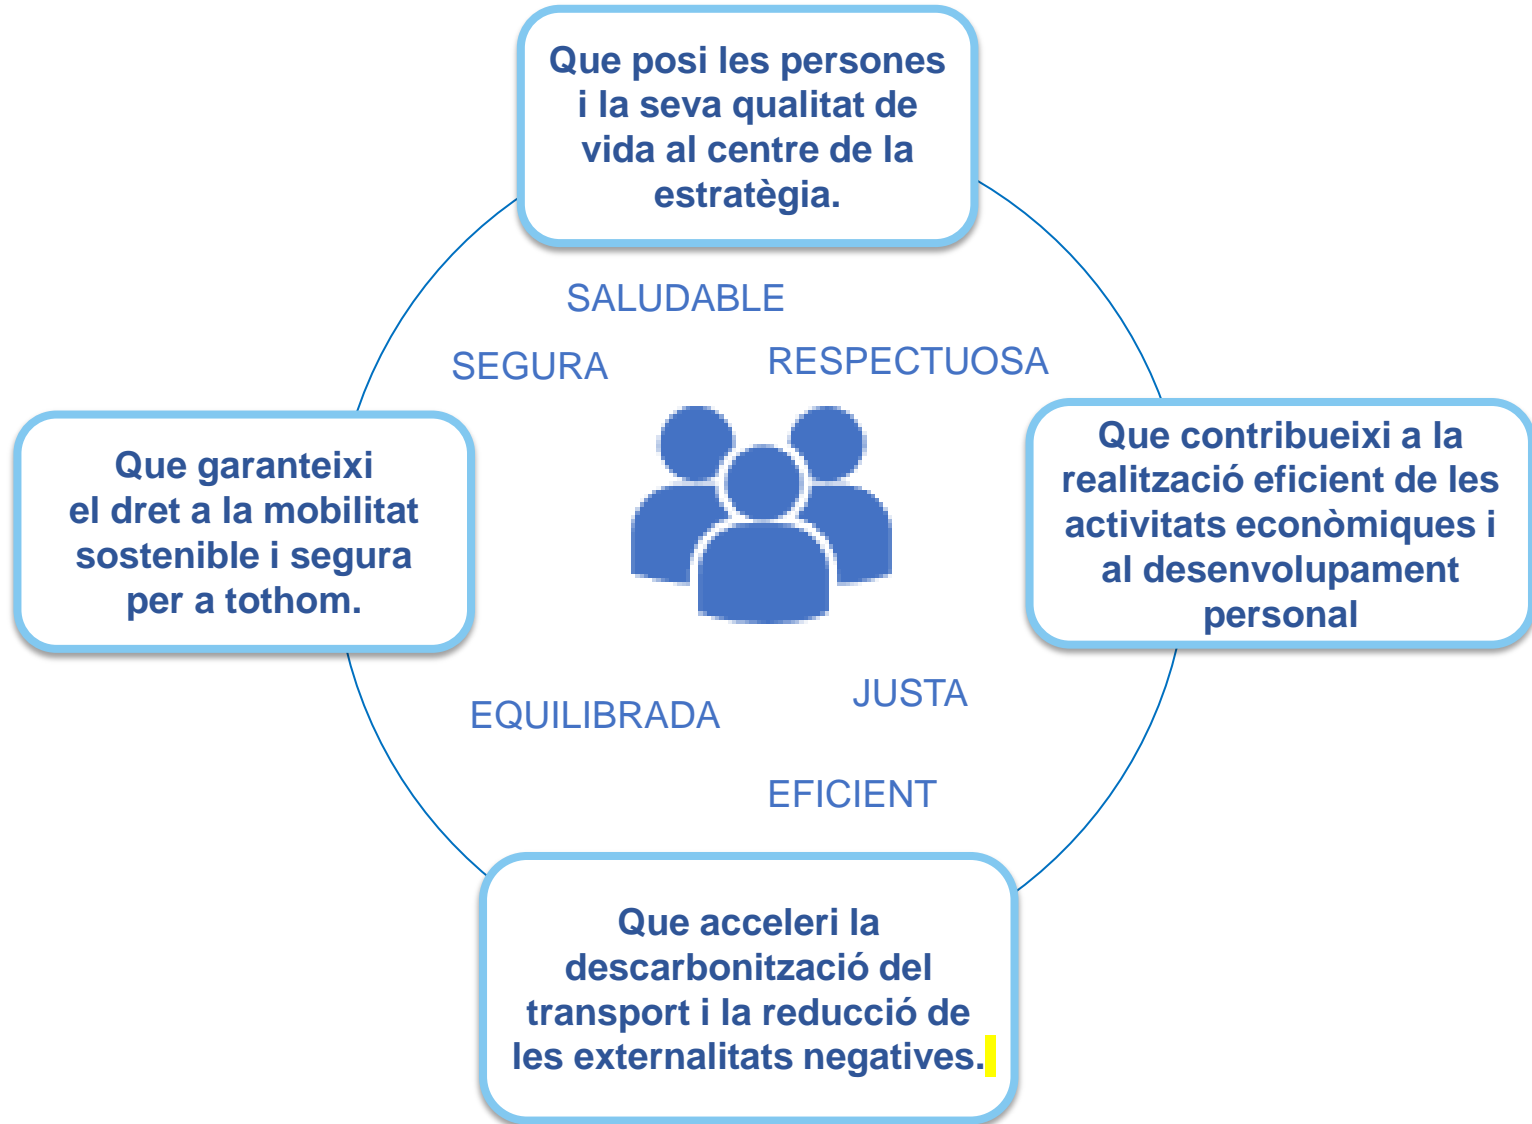 Que posi les persones
i la seva qualitat de
vida al centre de la
estratègia.
SALUDABLE
SEGURA
RESPECTUOSA
Que garanteixi
el dret a la mobilitat
sostenible i segura
per a tothom.
Que contribueixi a la
realització eficient de les
activitats econòmiques i
al desenvolupament
personal
EQUILIBRADA
JUSTA
EFICIENT
Que acceleri la
descarbonització del
transport i la reducció de
les externalitats negatives.